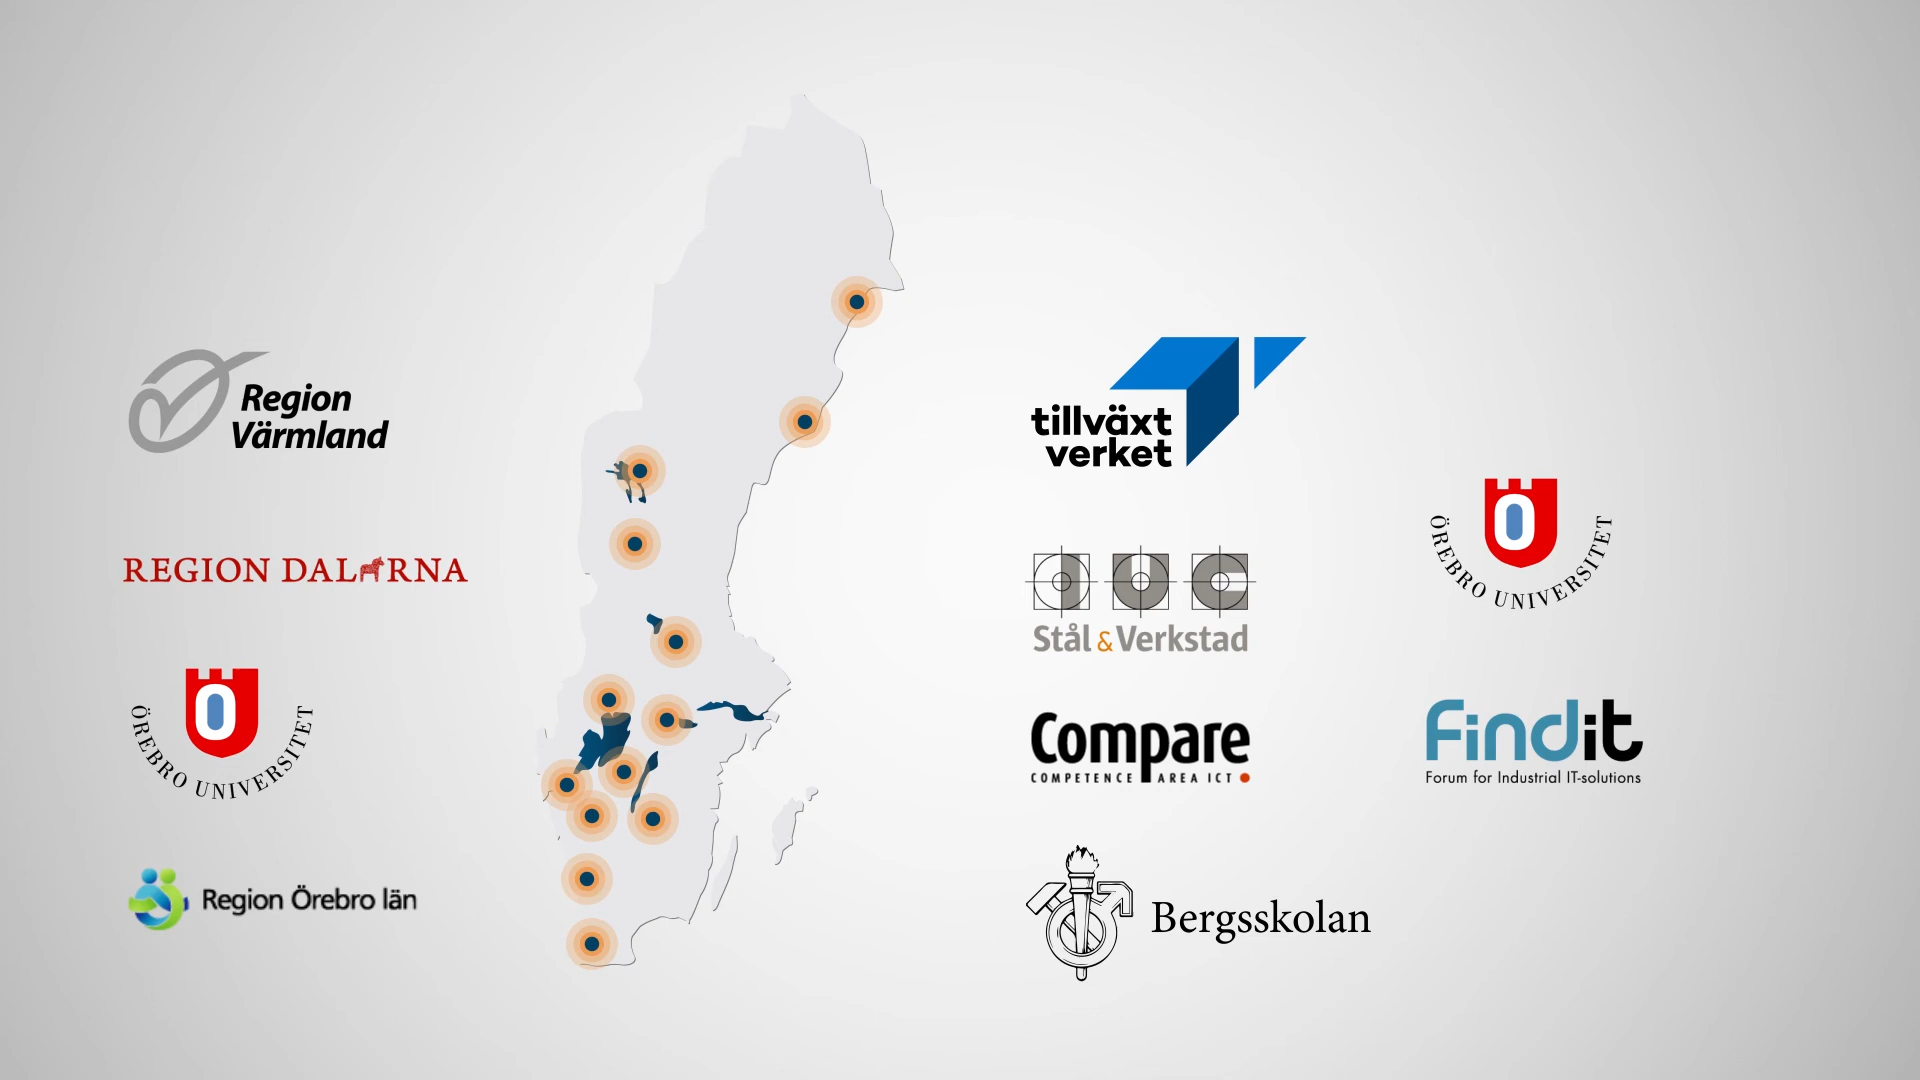 Region
Värmland
REGION DALARNA
ÖREBRO UNIVERSITET
Region Örebro län
tillväxt
verket
IUC
Stål & Verkstad
Compare
COMPETENCE AREA ICT
Bergsskolan
ÖREBRO UNIVERSITET
Findit
Forum for Industrial IT-solutions